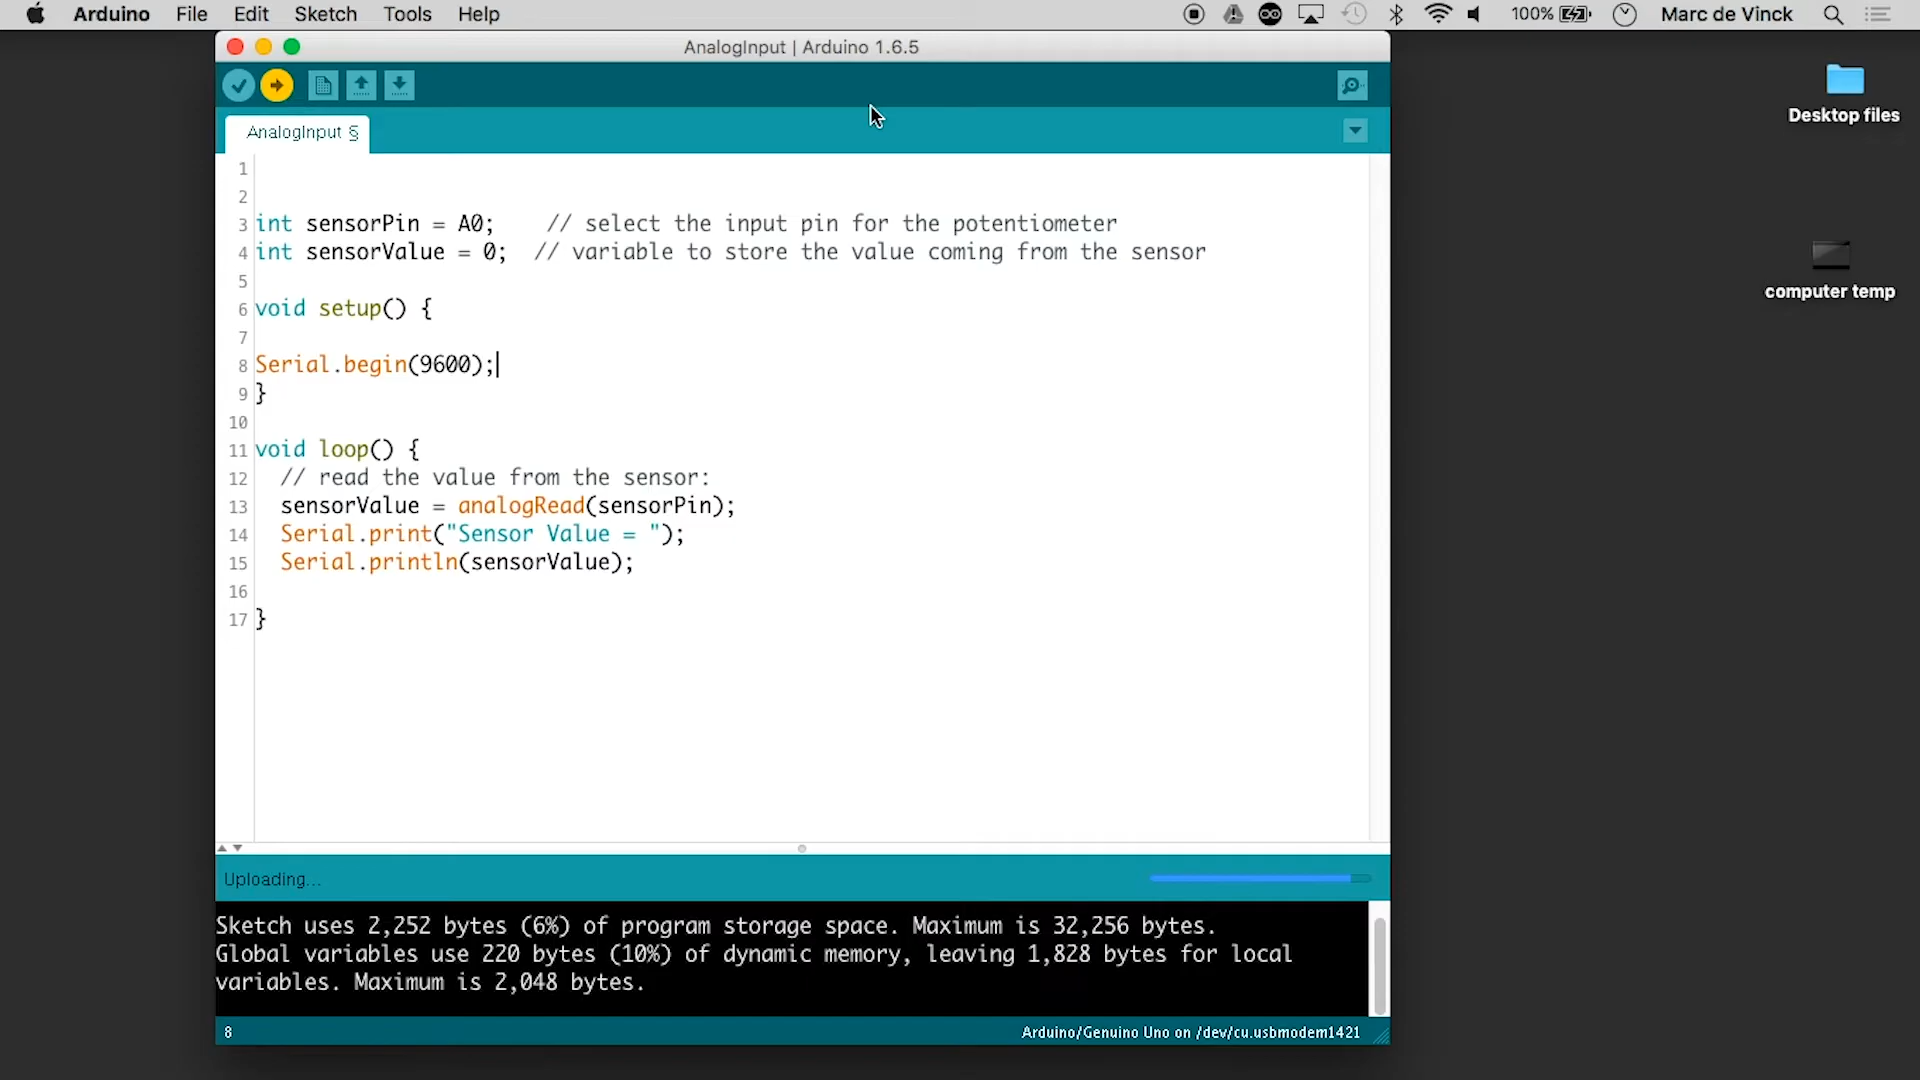 Arduino File Edit Sketch Tools Help 100% Marc de Vinck
AnalogInput | Arduino 1.6.5
Desktop files
AnalogInput §
computer temp
1
2
3 int sensorPin = A0;    // select the input pin for the potentiometer
4 int sensorValue = 0;  // variable to store the value coming from the sensor
5
6 void setup() {
7
8 Serial.begin(9600);
9 }
10
11 void loop() {
12   // read the value from the sensor:
13   sensorValue = analogRead(sensorPin);
14   Serial.print("Sensor Value = ");
15   Serial.println(sensorValue);
16
17 }
Uploading...
Sketch uses 2,252 bytes (6%) of program storage space. Maximum is 32,256 bytes.
Global variables use 220 bytes (10%) of dynamic memory, leaving 1,828 bytes for local
variables. Maximum is 2,048 bytes.
8 Arduino/Genuino Uno on /dev/cu.usbmodem1421